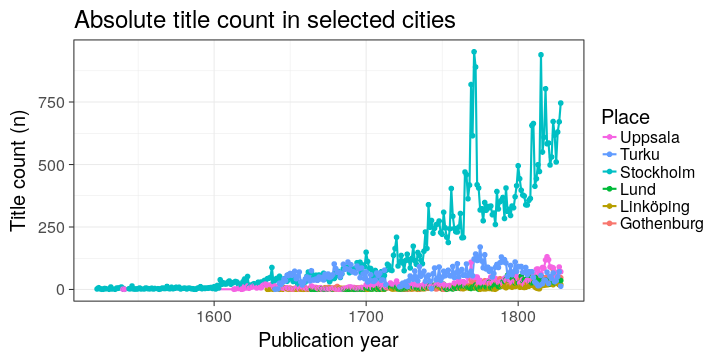 Absolute title count in selected cities
Title count (n)
750
500
250
0
1600
1700
1800
Publication year
Place
Uppsala
Turku
Stockholm
Lund
Linköping
Gothenburg